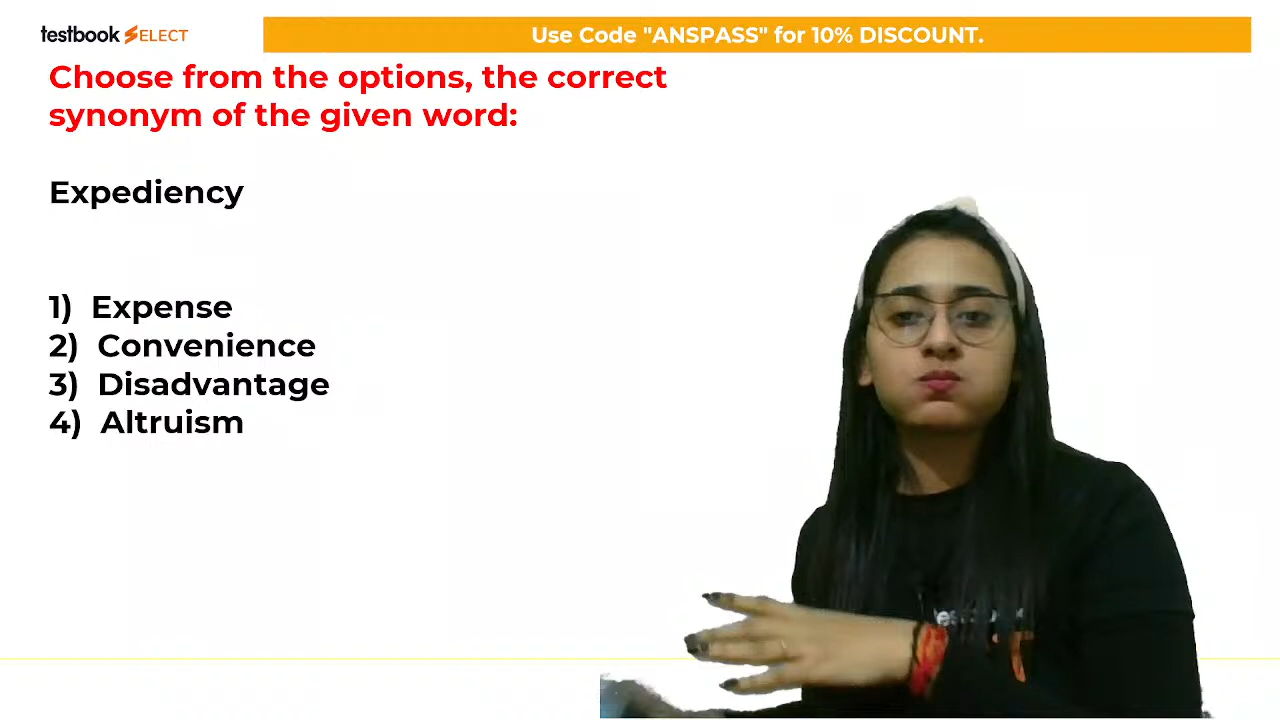 testbook SELECT
Use Code "ANSPASS" for 10% DISCOUNT.
Choose from the options, the correct
synonym of the given word:
Expediency
1) Expense
2) Convenience
3) Disadvantage
4) Altruism